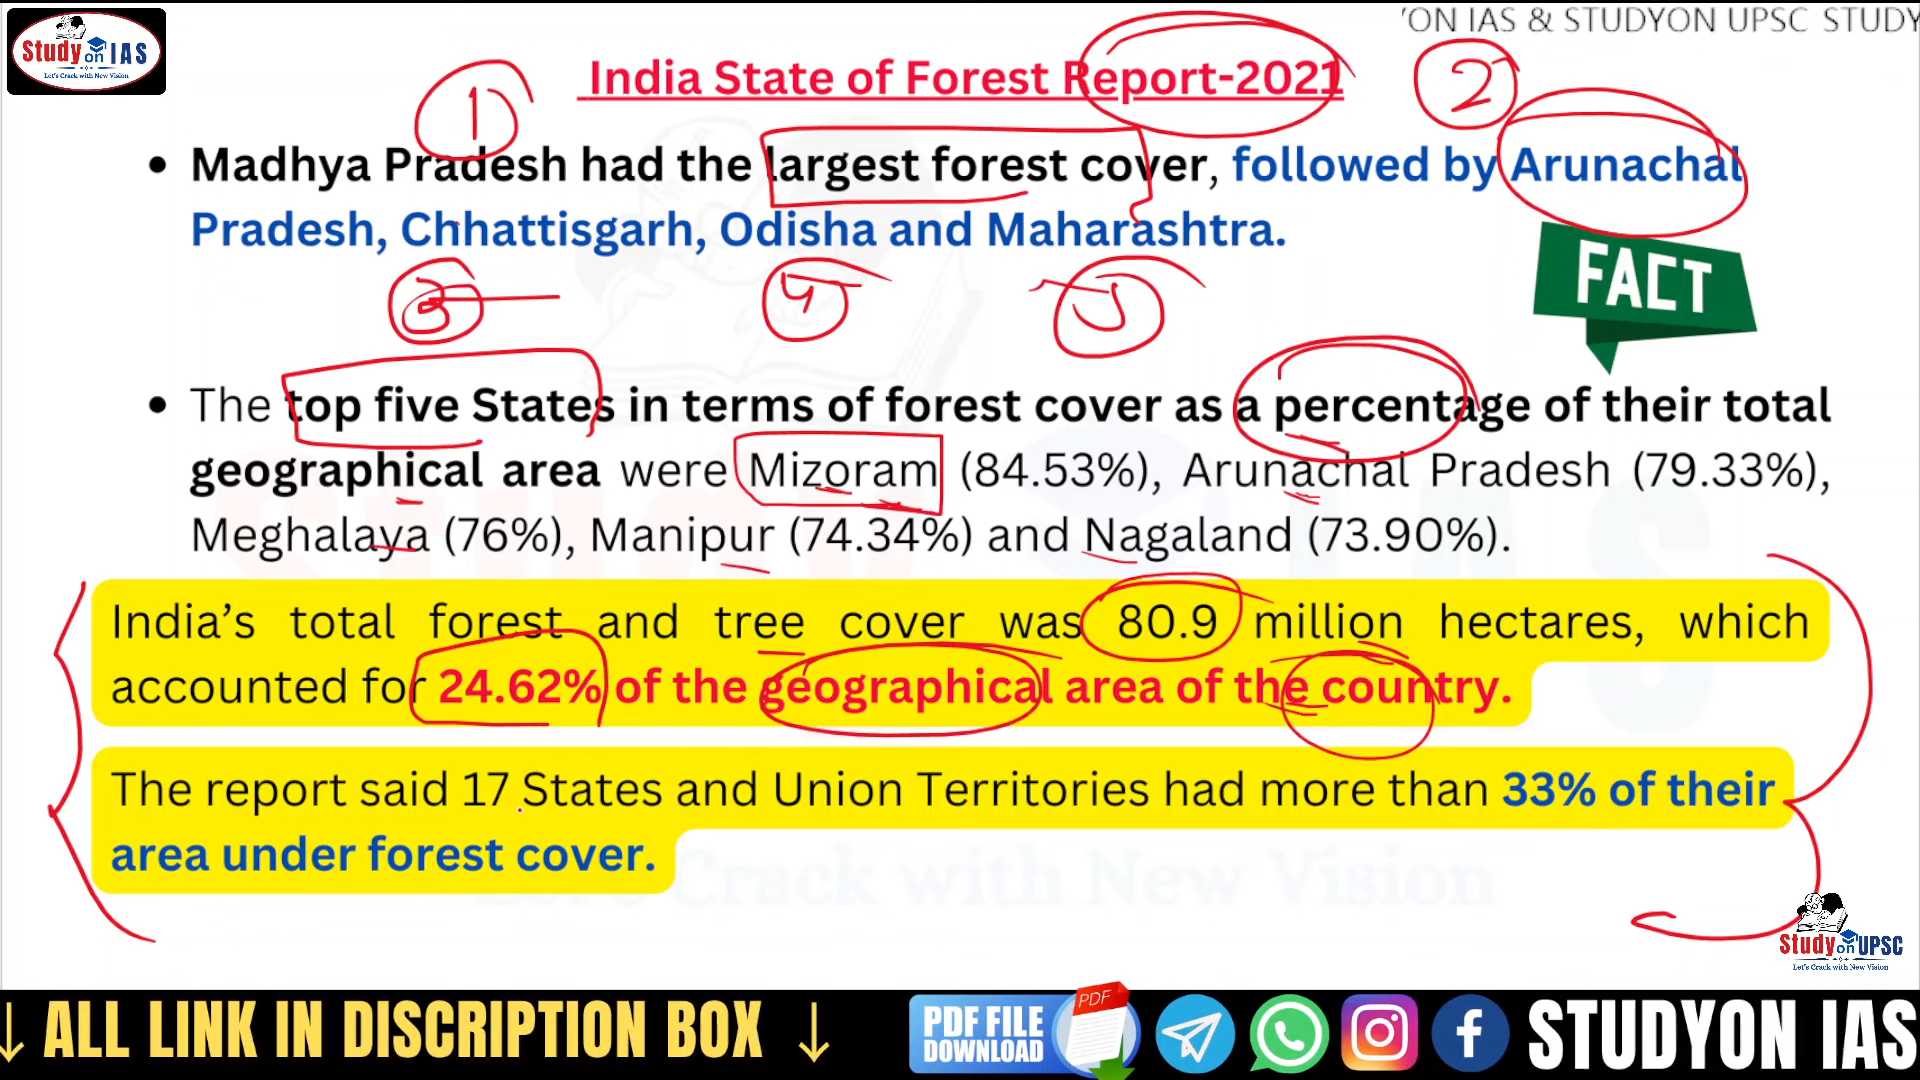 Study on IAS
Let's Crack with New Vision
ON IAS & STUDYON UPSC STUDY
India State of Forest Report-2021
1
2
• Madhya Pradesh had the largest forest cover, followed by Arunachal
Pradesh, Chhattisgarh, Odisha and Maharashtra.
3
4
5
FACT
• The top five States in terms of forest cover as a percentage of their total
geographical area were Mizoram (84.53%), Arunachal Pradesh (79.33%),
Meghalaya (76%), Manipur (74.34%) and Nagaland (73.90%).
India's total forest and tree cover was 80.9 million hectares, which
accounted for 24.62% of the geographical area of the country.
The report said 17 States and Union Territories had more than 33% of their
area under forest cover.
Let's Crack with New Vision
Study on UPSC
Let's Crack with New Vision
↓ ALL LINK IN DISCRIPTION BOX ↓
PDF FILE
DOWNLOAD
PDF
STUDYON IAS